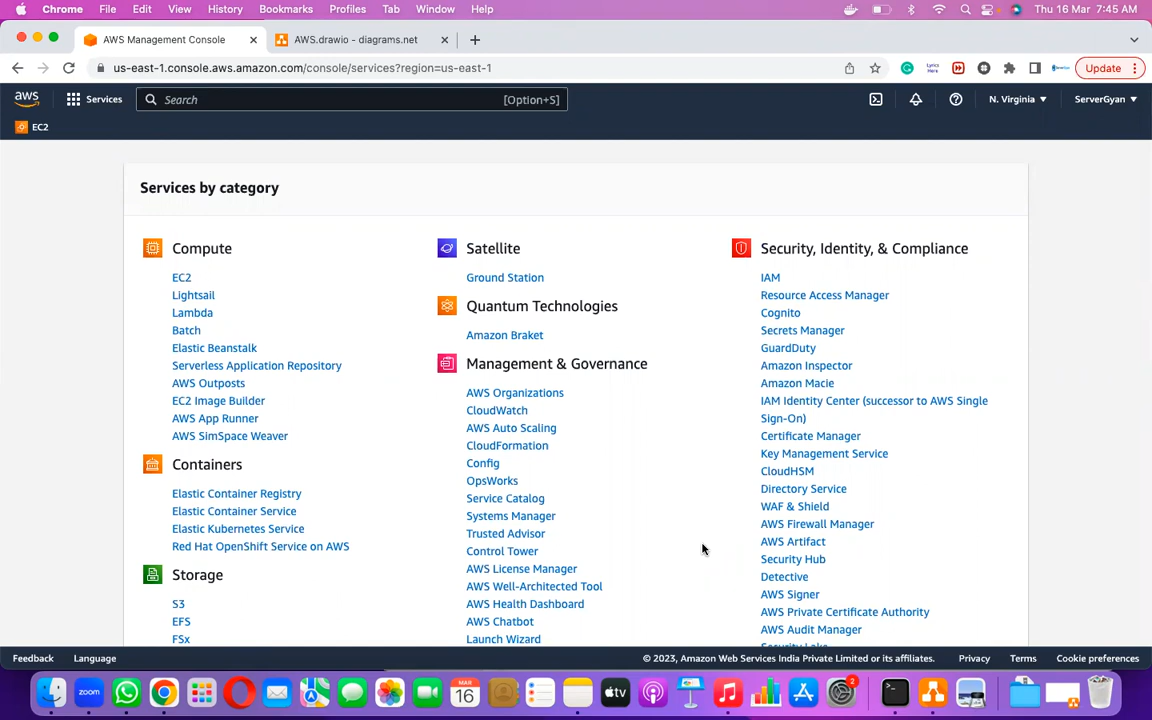 Chrome File Edit View History Bookmarks Profiles Tab Window Help Thu 16 Mar 7:45 AM
AWS Management Console AWS.drawio - diagrams.net
us-east-1.console.aws.amazon.com/console/services?region=us-east-1 Update
aws Services Search [Option+S] N. Virginia ServerGyan
EC2
Services by category
Compute
EC2
Lightsail
Lambda
Batch
Elastic Beanstalk
Serverless Application Repository
AWS Outposts
EC2 Image Builder
AWS App Runner
AWS SimSpace Weaver
Containers
Elastic Container Registry
Elastic Container Service
Elastic Kubernetes Service
Red Hat OpenShift Service on AWS
Storage
S3
EFS
FSx
Satellite
Ground Station
Quantum Technologies
Amazon Braket
Management & Governance
AWS Organizations
CloudWatch
AWS Auto Scaling
CloudFormation
Config
OpsWorks
Service Catalog
Systems Manager
Trusted Advisor
Control Tower
AWS License Manager
AWS Well-Architected Tool
AWS Health Dashboard
AWS Chatbot
Launch Wizard
Security, Identity, & Compliance
IAM
Resource Access Manager
Cognito
Secrets Manager
GuardDuty
Amazon Inspector
Amazon Macie
IAM Identity Center (successor to AWS Single
Sign-On)
Certificate Manager
Key Management Service
CloudHSM
Directory Service
WAF & Shield
AWS Firewall Manager
AWS Artifact
Security Hub
Detective
AWS Signer
AWS Private Certificate Authority
AWS Audit Manager
Security Lake
Feedback Language © 2023, Amazon Web Services India Private Limited or its affiliates. Privacy Terms Cookie preferences
zoom MAR 16 tv 2